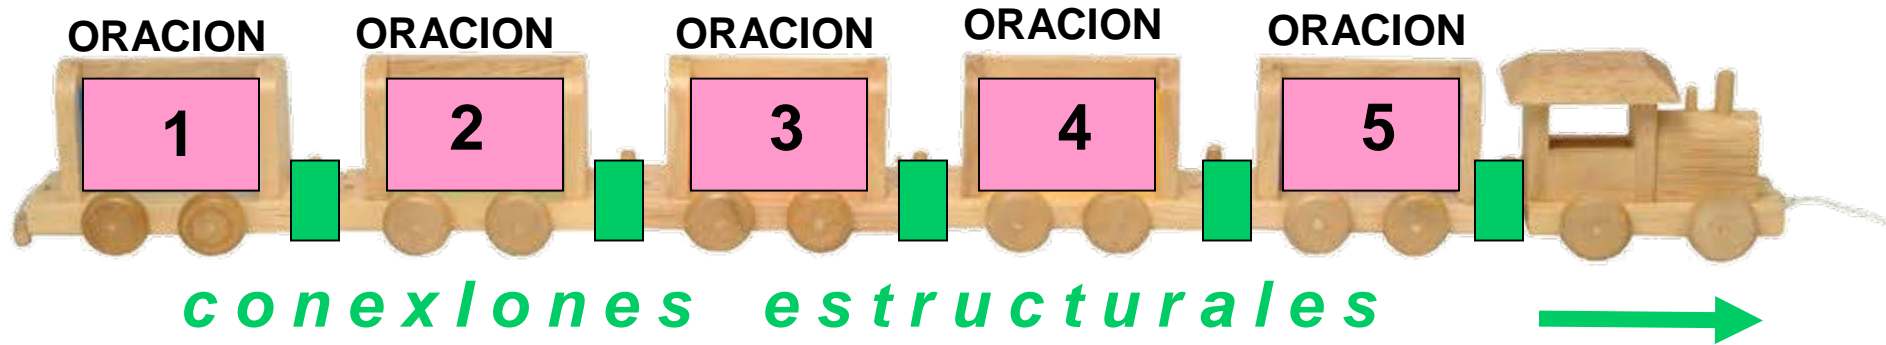 ORACION ORACION ORACION ORACION ORACION
1 2 3 4 5
conexlones estructurales